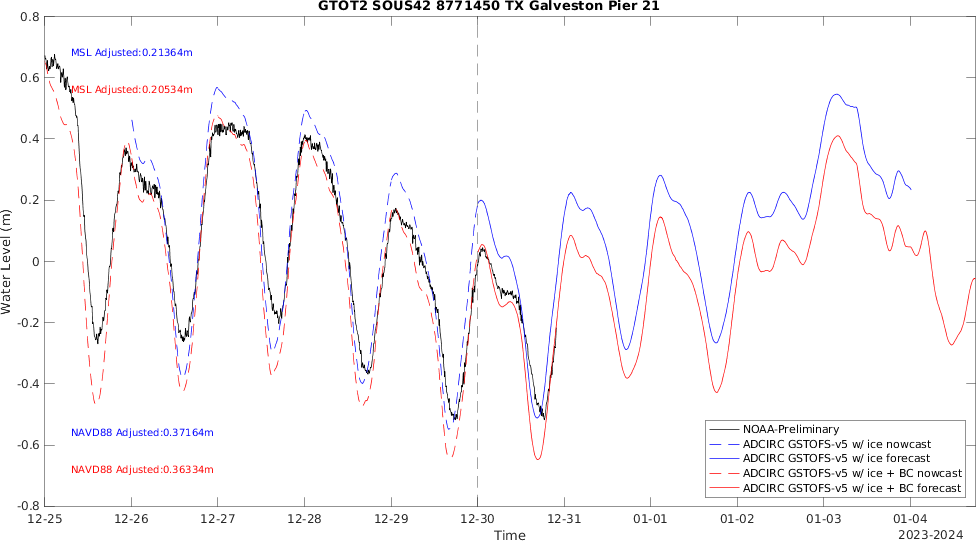 GTOT2 SOUS42 8771450 TX Galveston Pier 21
0.8
0.6
0.4
0.2
0
-0.2
-0.4
-0.6
-0.8
Water Level (m)
MSL Adjusted:0.21364m
MSL Adjusted:0.20534m
NAVD88 Adjusted:0.37164m
NAVD88 Adjusted:0.36334m
NOAA-Preliminary
ADCIRC GSTOFS-v5 w/ ice nowcast
ADCIRC GSTOFS-v5 w/ ice forecast
ADCIRC GSTOFS-v5 w/ ice + BC nowcast
ADCIRC GSTOFS-v5 w/ ice + BC forecast
12-25 12-26 12-27 12-28 12-29 12-30 12-31 01-01 01-02 01-03 01-04
Time
2023-2024